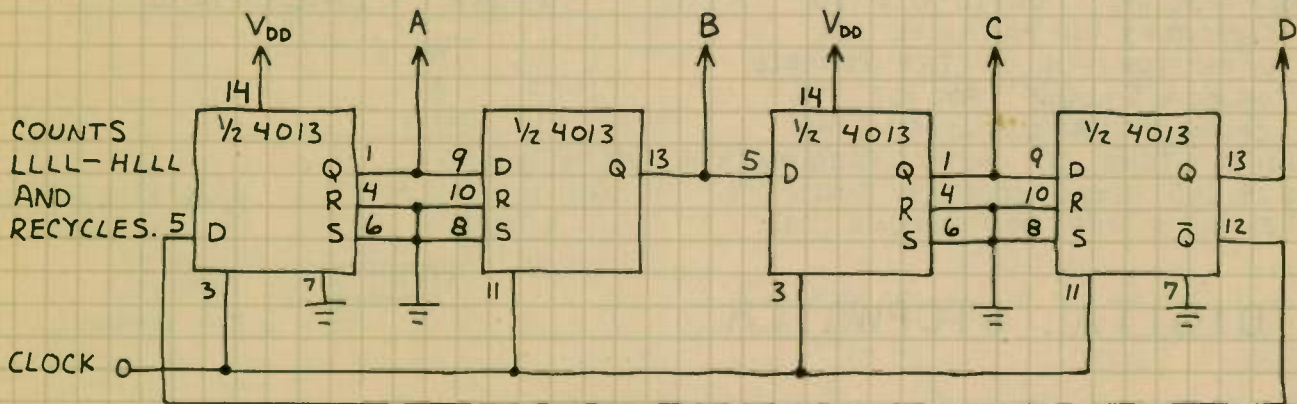 V_DD A B V_DD C D
14 14
½ 4013 ½ 4013 ½ 4013 ½ 4013
COUNTS
LLLL-HLLL
AND
RECYCLES.
Q 1 9 D Q 13 5 D Q 1 9 D Q 13
R 4 10 R R 4 10 R
5 D S 6 8 S S 6 8 S Q̄ 12
3 7 11 3 11 7
CLOCK